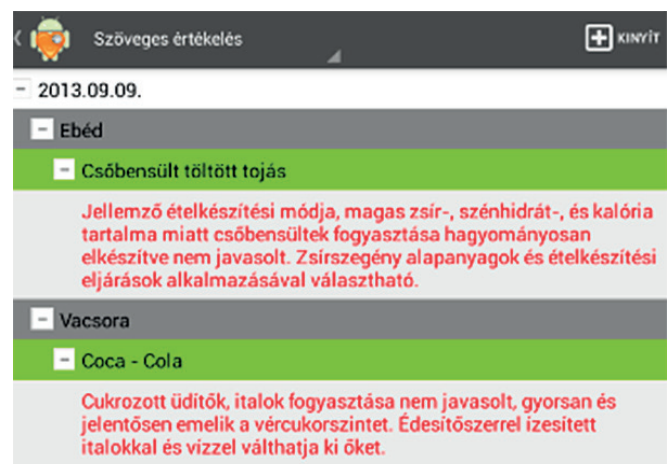 Szöveges értékelés
KINYÍT
2013.09.09.
Ebéd
Csőbensült töltött tojás
Jellemző ételkészítési módja, magas zsír-, szénhidrát-, és kalória
tartalma miatt csőbensültek fogyasztása hagyományosan
elkészítve nem javasolt. Zsírszegény alapanyagok és ételkészítési
eljárások alkalmazásával választható.
Vacsora
Coca - Cola
Cukrozott üdítők, italok fogyasztása nem javasolt, gyorsan és
jelentősen emelik a vércukorszintet. Édesítőszerrel ízesített
italokkal és vízzel válthatja ki őket.